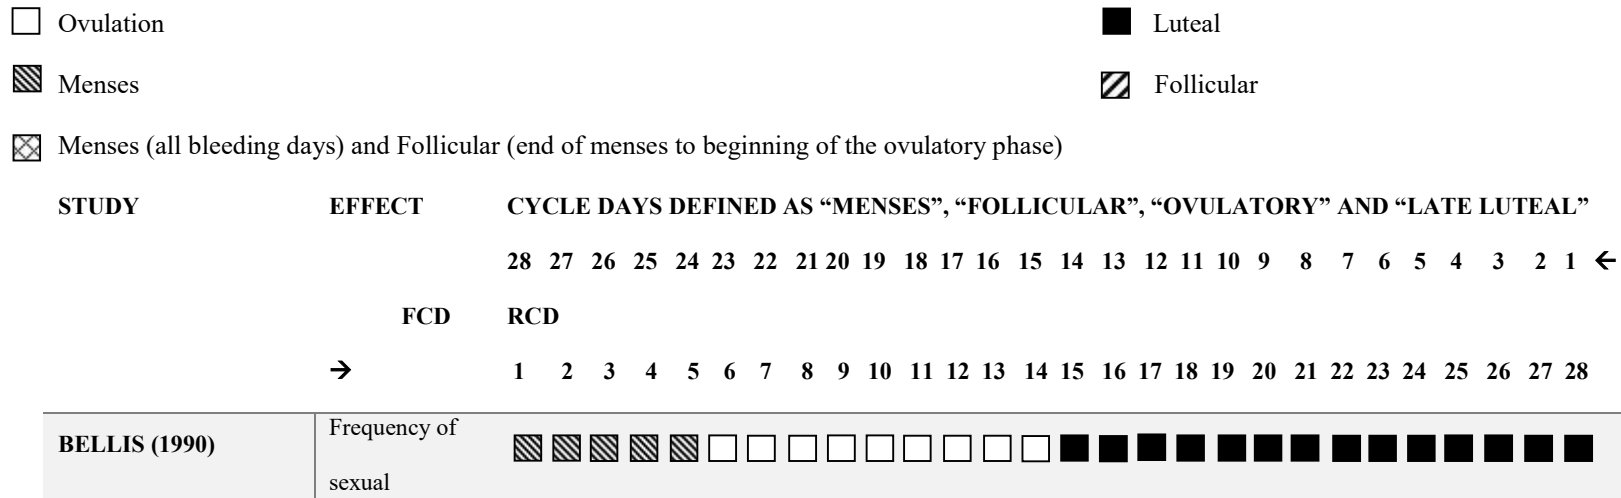 Ovulation Luteal
Menses Follicular
Menses (all bleeding days) and Follicular (end of menses to beginning of the ovulatory phase)
STUDY EFFECT CYCLE DAYS DEFINED AS “MENSES”, “FOLLICULAR”, “OVULATORY” AND “LATE LUTEAL”
28 27 26 25 24 23 22 21 20 19 18 17 16 15 14 13 12 11 10 9 8 7 6 5 4 3 2 1 ←
FCD RCD
→ 1 2 3 4 5 6 7 8 9 10 11 12 13 14 15 16 17 18 19 20 21 22 23 24 25 26 27 28
BELLIS (1990) Frequency of
sexual